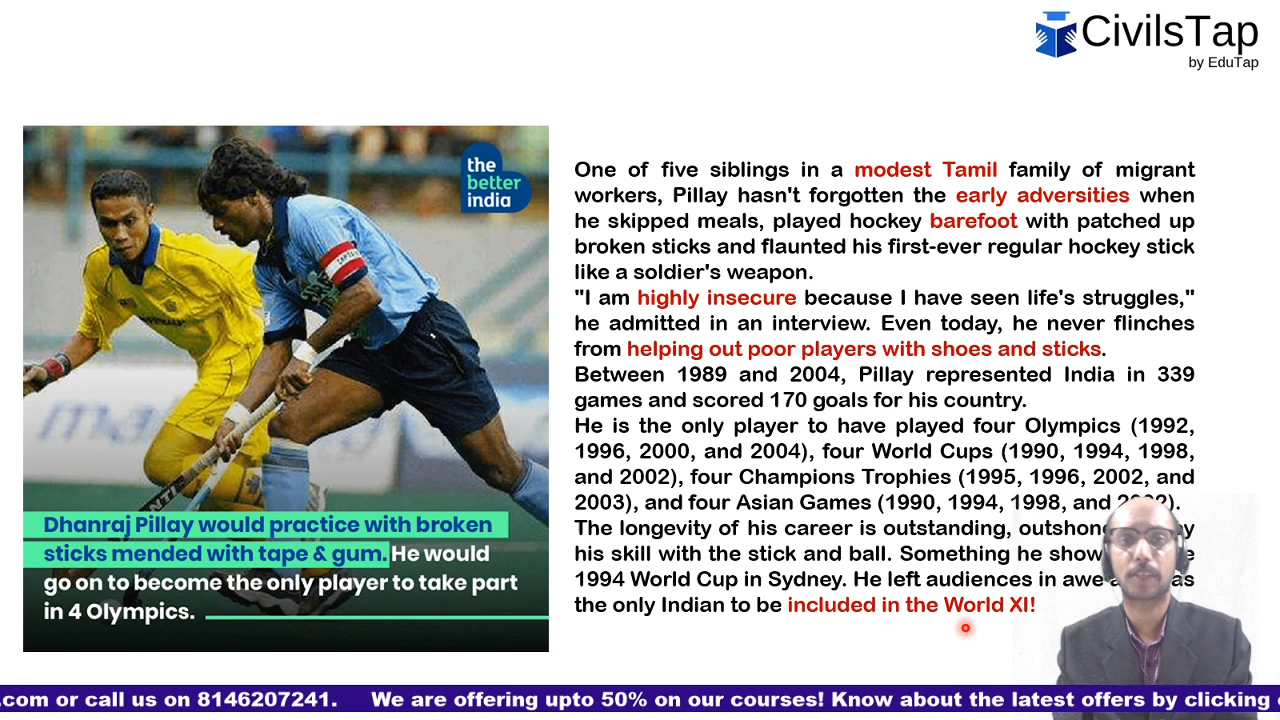 CivilsTap
by EduTap
the
better
india
Dhanraj Pillay would practice with broken
sticks mended with tape & gum. He would
go on to become the only player to take part
in 4 Olympics.
One of five siblings in a modest Tamil family of migrant
workers, Pillay hasn't forgotten the early adversities when
he skipped meals, played hockey barefoot with patched up
broken sticks and flaunted his first-ever regular hockey stick
like a soldier's weapon.
"I am highly insecure because I have seen life's struggles,"
he admitted in an interview. Even today, he never flinches
from helping out poor players with shoes and sticks.
Between 1989 and 2004, Pillay represented India in 339
games and scored 170 goals for his country.
He is the only player to have played four Olympics (1992,
1996, 2000, and 2004), four World Cups (1990, 1994, 1998,
and 2002), four Champions Trophies (1995, 1996, 2002, and
2003), and four Asian Games (1990, 1994, 1998, and 2002).
The longevity of his career is outstanding, outshone
his skill with the stick and ball. Something he
1994 World Cup in Sydney. He left audiences in awe
the only Indian to be included in the World XI!
.com or call us on 8146207241. We are offering upto 50% on our courses! Know about the latest offers by clicking